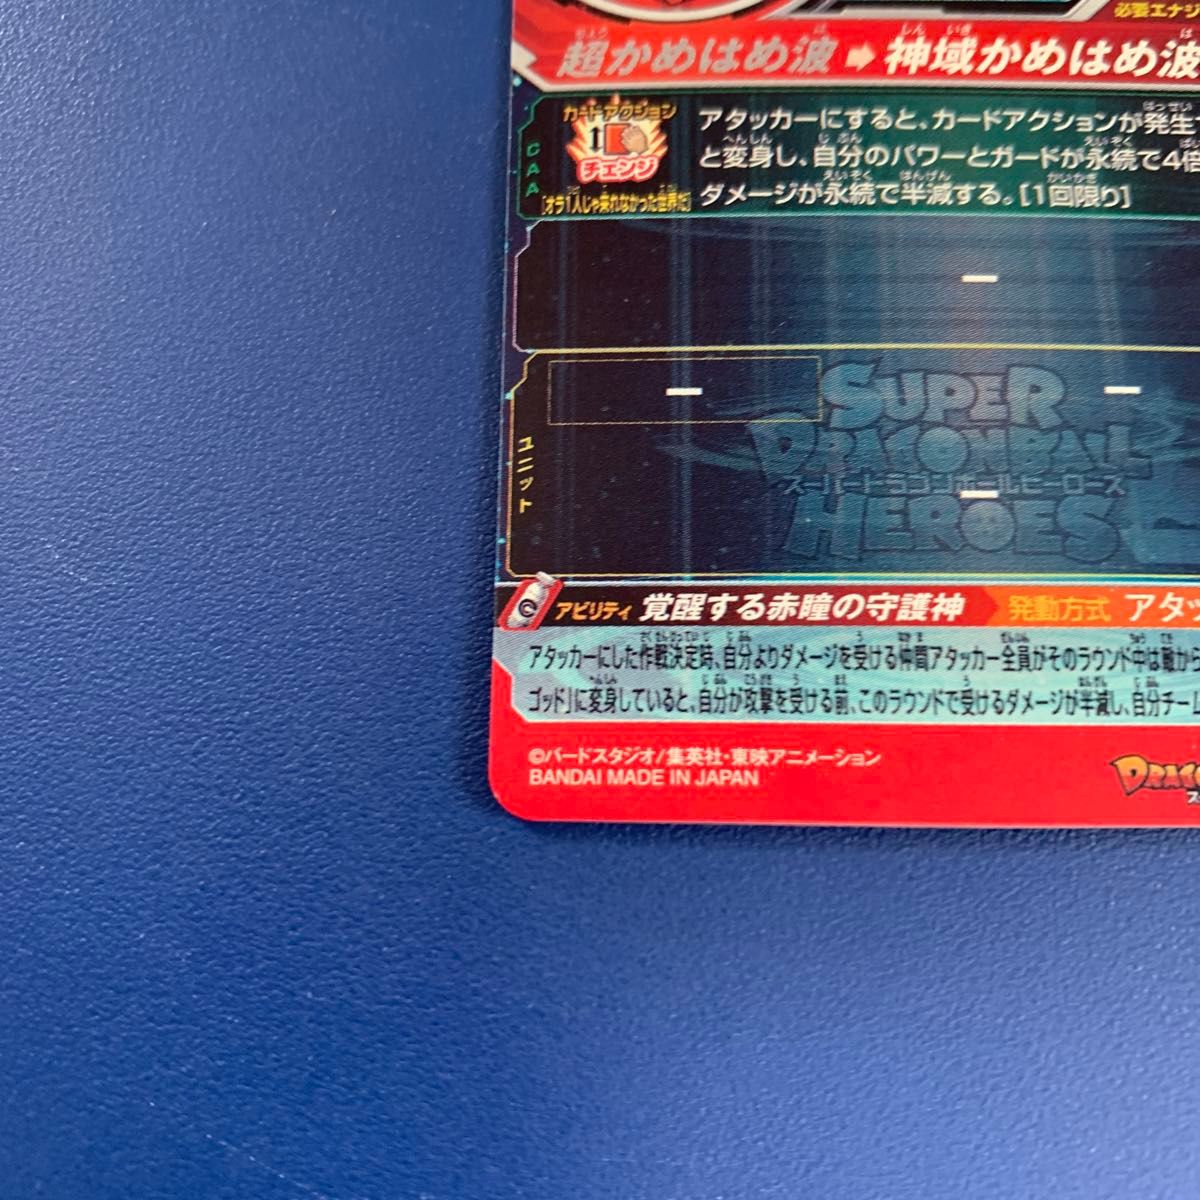 必要エナジ
超かめはめ波➡神域かめはめ波
カードアクション
チェンジ
[オラ1人じゃ来れなかった世界だ]
CAA
アタッカーにすると、カードアクションが発生
と変身し、自分のパワーとガードが永続で4倍
ダメージが永続で半減する。[1回限り]
ー
ー
ー
ー
ユニット
SUPER
DRAGON BALL
スーパードラゴンボールヒーローズ
HEROES
アビリティ 覚醒する赤瞳の守護神 発動方式 アタッ
アタッカーにした作戦決定時、自分よりダメージを受ける仲間アタッカー全員がそのラウンド中は敵から
ゴッド」に変身していると、自分が攻撃を受ける前、このラウンドで受けるダメージが半減し、自分チーム
©バードスタジオ/集英社・東映アニメーション
BANDAI MADE IN JAPAN
DRAGO